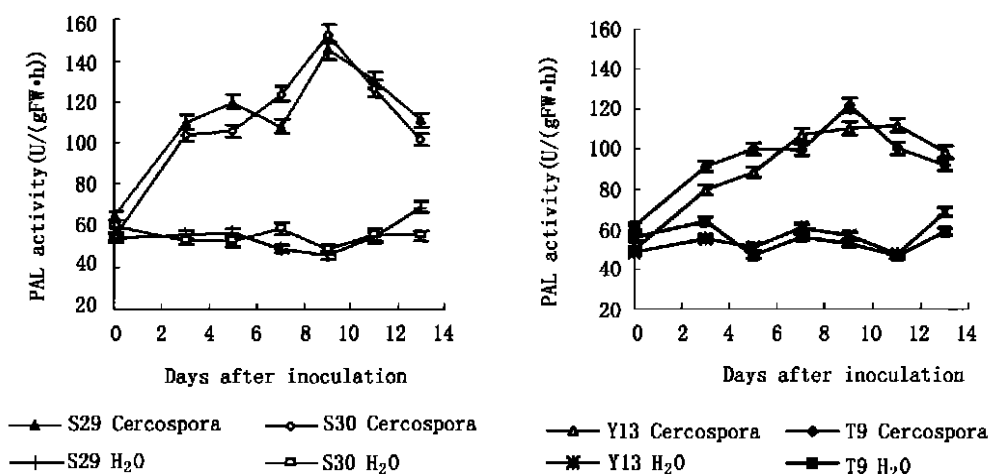 PAL activity(U/(gFW•h))
160
140
120
100
80
60
40
20
0 2 4 6 8 10 12 14
Days after inoculation
S29 Cercospora
S30 Cercospora
S29 H₂O
S30 H₂O
PAL activity(U/(gFW•h))
160
140
120
100
80
60
40
20
0 2 4 6 8 10 12 14
Days after inoculation
Y13 Cercospora
T9 Cercospora
Y13 H₂O
T9 H₂O